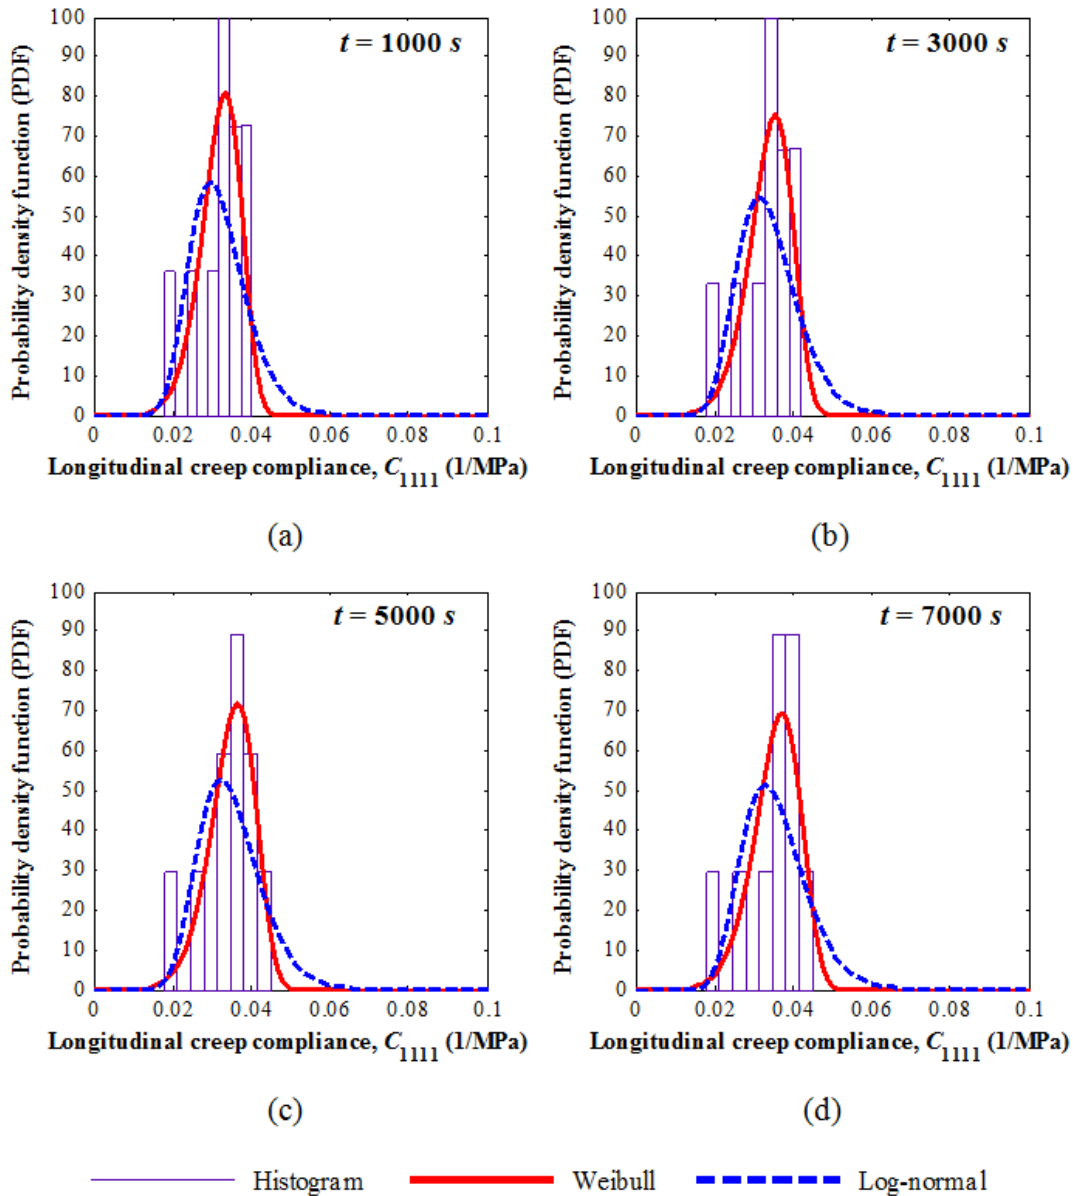 t = 1000 s
Probability density function (PDF)
100
90
80
70
60
50
40
30
20
10
0
0 0.02 0.04 0.06 0.08 0.1
Longitudinal creep compliance, C1111 (1/MPa)
(a)
t = 3000 s
Probability density function (PDF)
100
90
80
70
60
50
40
30
20
10
0
0 0.02 0.04 0.06 0.08 0.1
Longitudinal creep compliance, C1111 (1/MPa)
(b)
t = 5000 s
Probability density function (PDF)
100
90
80
70
60
50
40
30
20
10
0
0 0.02 0.04 0.06 0.08 0.1
Longitudinal creep compliance, C1111 (1/MPa)
(c)
t = 7000 s
Probability density function (PDF)
100
90
80
70
60
50
40
30
20
10
0
0 0.02 0.04 0.06 0.08 0.1
Longitudinal creep compliance, C1111 (1/MPa)
(d)
Histogram Weibull Log-normal